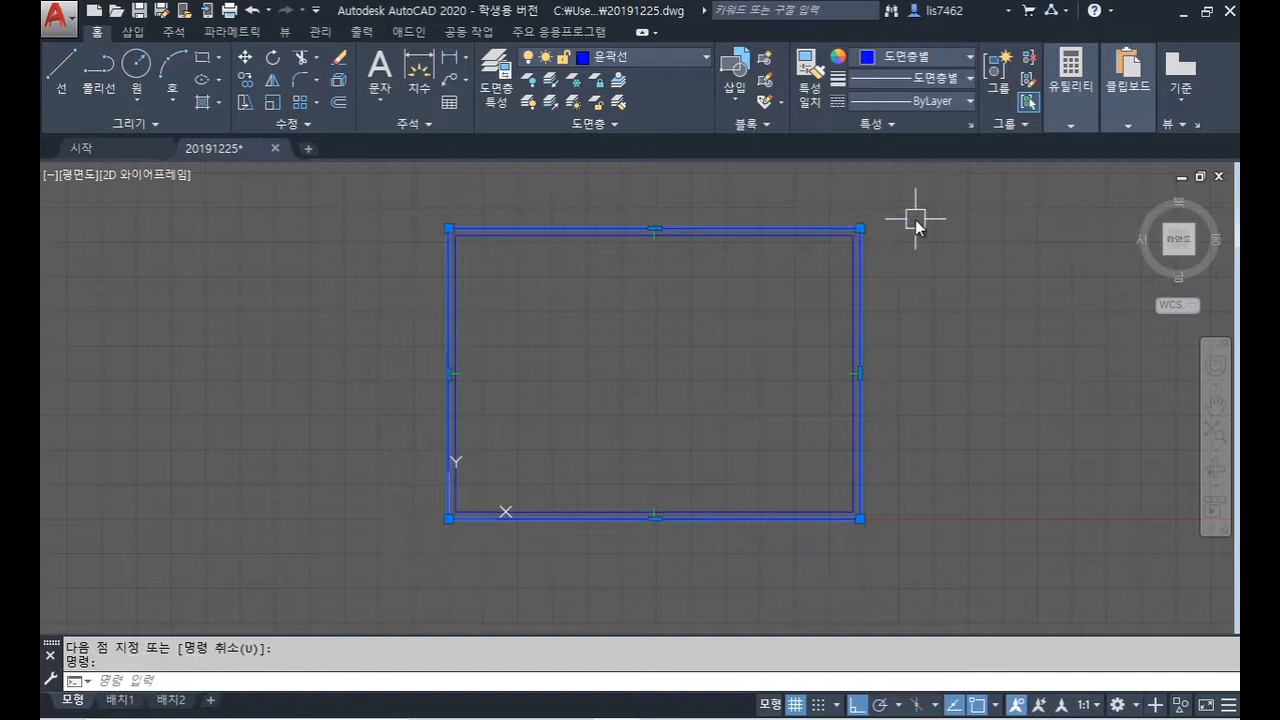 Autodesk AutoCAD 2020 - 학생용 버전 C:₩Use...₩20191225.dwg 키워드 또는 구절 입력 lis7462
홈 삽입 주석 파라메트릭 뷰 관리 출력 애드인 공동 작업 주요 응용프로그램
선 폴리선 원 호 문자 치수 도면층 특성 윤곽선 삽입 특성 일치 도면층별 그룹 유틸리티 클립보드 기준
도면층별
ByLayer
그리기 수정 주석 도면층 블록 특성 그룹 뷰
시작 20191225*
[−][평면도][2D 와이어프레임]
북
서 평면도 동
남
WCS
Y
X
다음 점 지정 또는 [명령 취소(U)]:
명령:
명령 입력
모형 배치1 배치2 모형 1:1